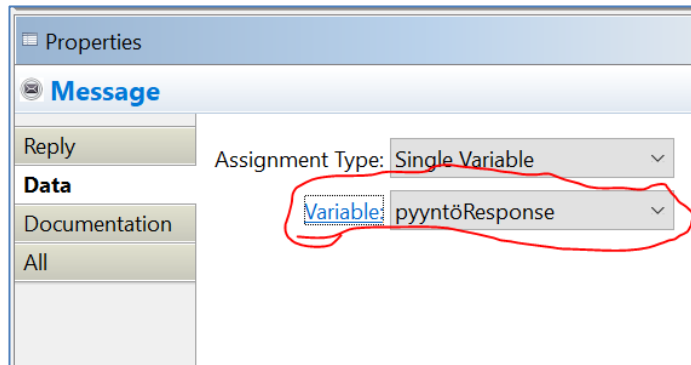 Properties
Message
Reply
Data
Documentation
All
Assignment Type: Single Variable
Variable: pyyntöResponse